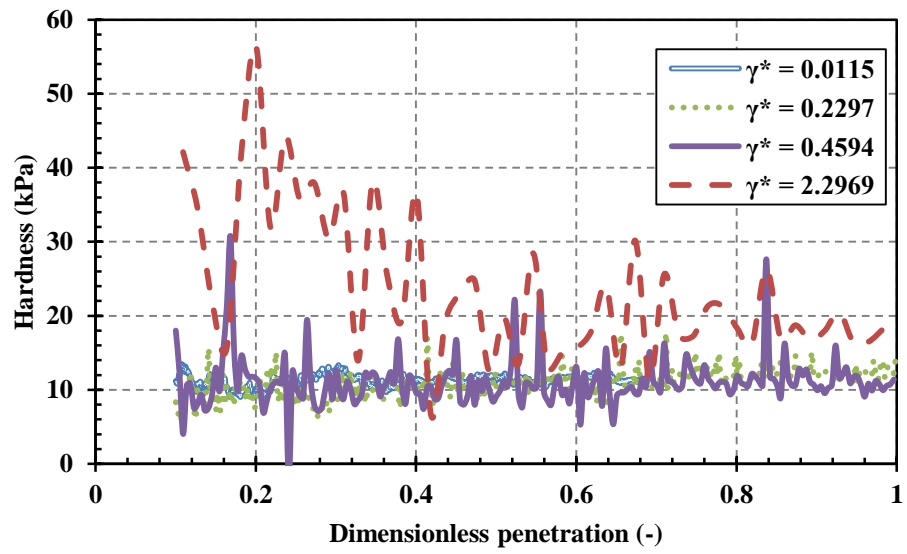 60
50
40
30
20
10
0
Hardness (kPa)
γ* = 0.0115
γ* = 0.2297
γ* = 0.4594
γ* = 2.2969
0 0.2 0.4 0.6 0.8 1
Dimensionless penetration (-)